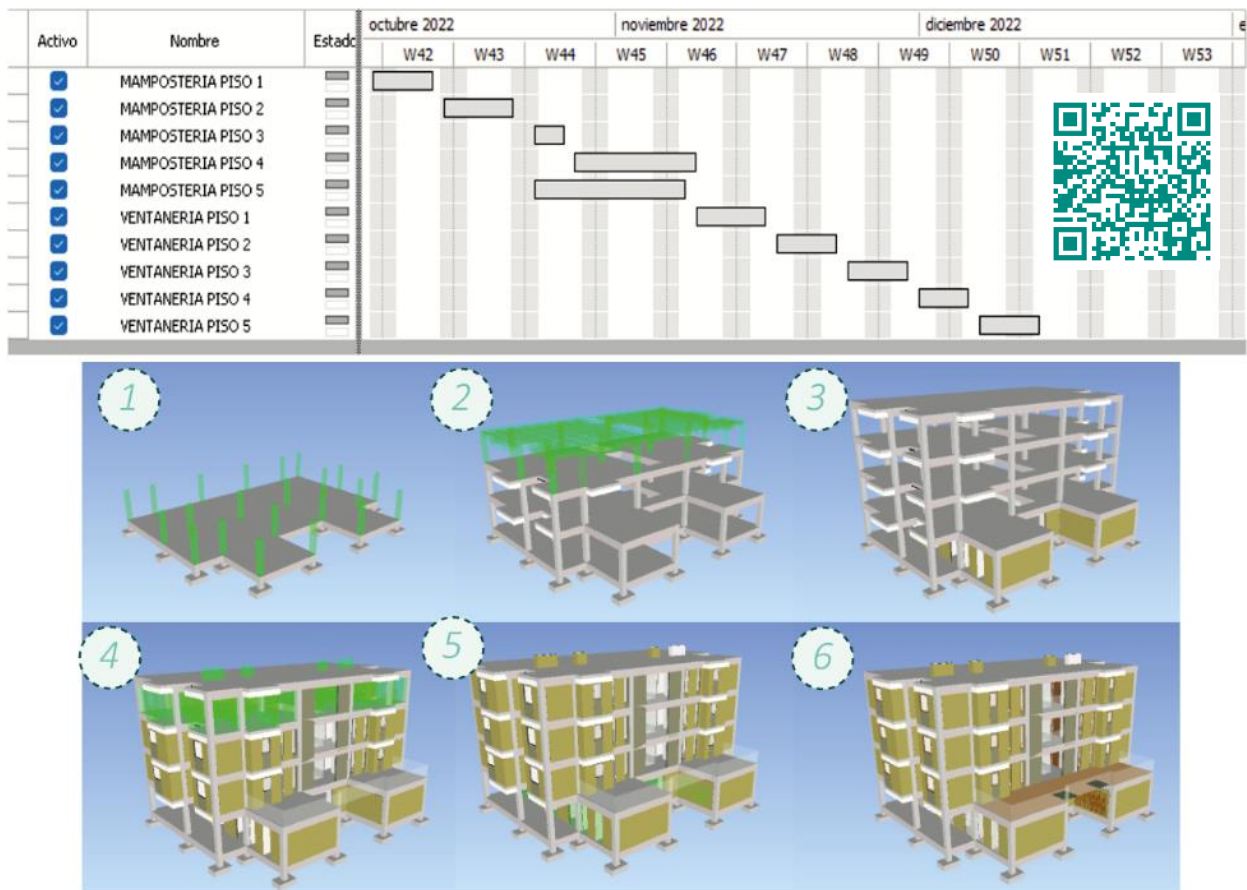 octubre 2022 noviembre 2022 diciembre 2022 e
Activo Nombre Estado W42 W43 W44 W45 W46 W47 W48 W49 W50 W51 W52 W53
MAMPOSTERIA PISO 1
MAMPOSTERIA PISO 2
MAMPOSTERIA PISO 3
MAMPOSTERIA PISO 4
MAMPOSTERIA PISO 5
VENTANERIA PISO 1
VENTANERIA PISO 2
VENTANERIA PISO 3
VENTANERIA PISO 4
VENTANERIA PISO 5
1 2 3
4 5 6